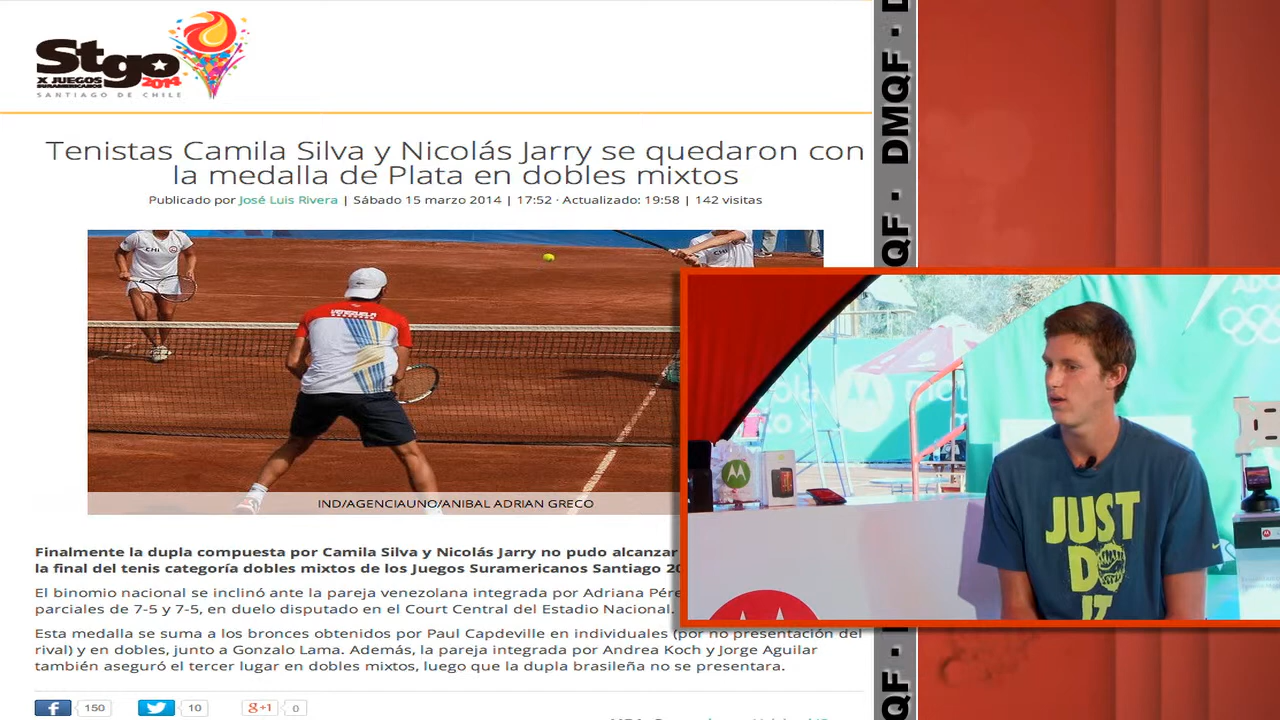 Stgo
X JUEGOS
SURAMERICANOS
2014
SANTIAGO DE CHILE
Tenistas Camila Silva y Nicolás Jarry se quedaron con
la medalla de Plata en dobles mixtos
Publicado por José Luis Rivera | Sábado 15 marzo 2014 | 17:52 · Actualizado: 19:58 | 142 visitas
CHI
VENEZUELA
IND/AGENCIAUNO/ANIBAL ADRIAN GRECO
Finalmente la dupla compuesta por Camila Silva y Nicolás Jarry no pudo alcanzar
la final del tenis categoría dobles mixtos de los Juegos Suramericanos Santiago
El binomio nacional se inclinó ante la pareja venezolana integrada por Adriana
parciales de 7-5 y 7-5, en duelo disputado en el Court Central del Estadio Nacional.
Esta medalla se suma a los bronces obtenidos por Paul Capdeville en individuales (por no presentación del
rival) y en dobles, junto a Gonzalo Lama. Además, la pareja integrada por Andrea Koch y Jorge Aguilar
también aseguró el tercer lugar en dobles mixtos, luego que la dupla brasileña no se presentara.
150
10
g+1
0
DMQF
QF
QF
JUST
DO
IT